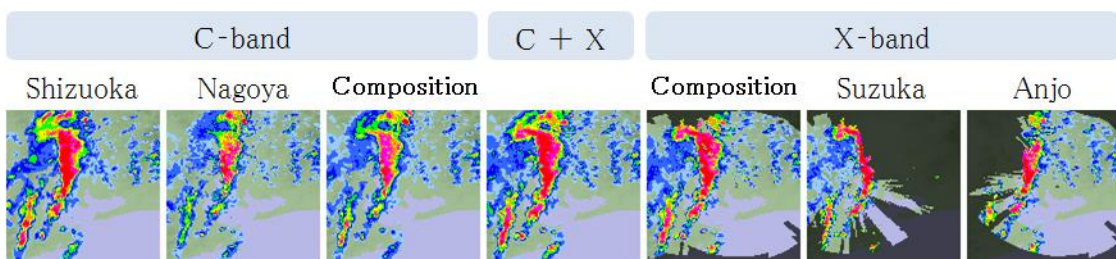 C-band C + X X-band
Shizuoka Nagoya Composition Composition Suzuka Anjo